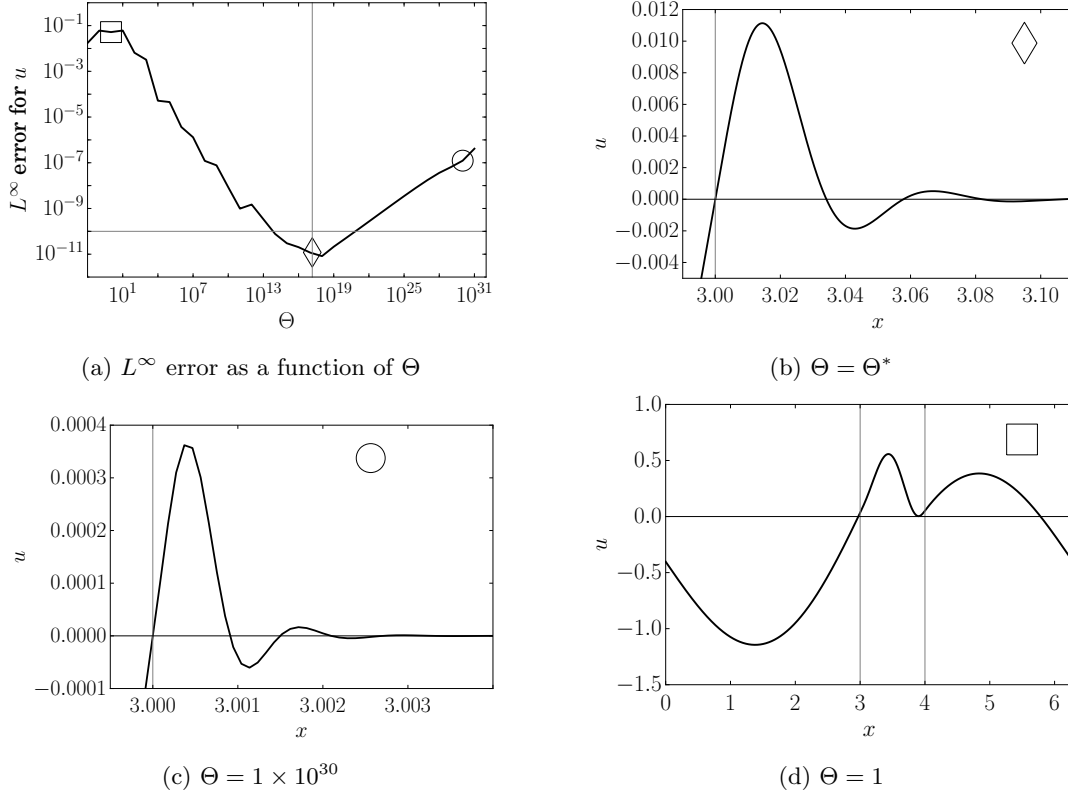 10^{-1}
10^{-3}
10^{-5}
10^{-7}
10^{-9}
10^{-11}
L^∞ error for u
10^1 10^7 10^{13} 10^{19} 10^{25} 10^{31}
Θ
(a) L^∞ error as a function of Θ
0.012
0.010
0.008
0.006
0.004
0.002
0.000
−0.002
−0.004
u
3.00 3.02 3.04 3.06 3.08 3.10
x
(b) Θ = Θ*
0.0004
0.0003
0.0002
0.0001
0.0000
−0.0001
u
3.000 3.001 3.002 3.003
x
(c) Θ = 1 × 10^{30}
1.0
0.5
0.0
−0.5
−1.0
−1.5
u
0 1 2 3 4 5 6
x
(d) Θ = 1